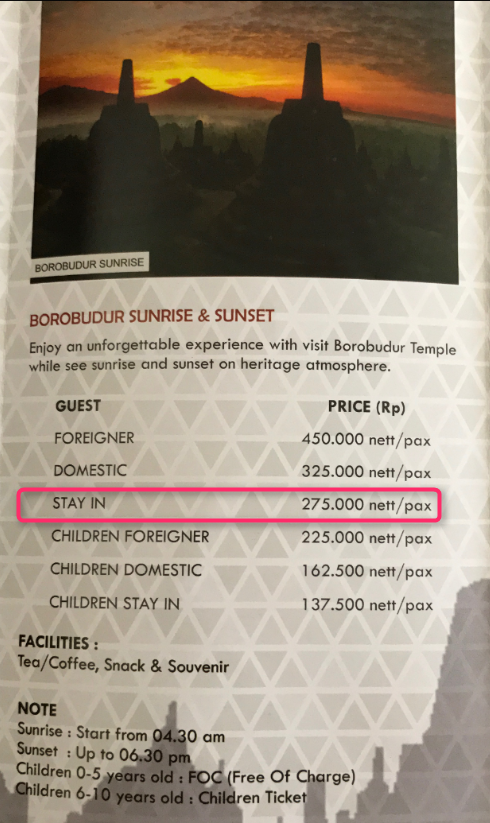 BOROBUDUR SUNRISE
BOROBUDUR SUNRISE & SUNSET
Enjoy an unforgettable experience with visit Borobudur Temple
while see sunrise and sunset on heritage atmosphere.
GUEST PRICE (Rp)
FOREIGNER 450.000 nett/pax
DOMESTIC 325.000 nett/pax
STAY IN 275.000 nett/pax
CHILDREN FOREIGNER 225.000 nett/pax
CHILDREN DOMESTIC 162.500 nett/pax
CHILDREN STAY IN 137.500 nett/pax
FACILITIES :
Tea/Coffee, Snack & Souvenir
NOTE
Sunrise : Start from 04.30 am
Sunset : Up to 06.30 pm
Children 0-5 years old : FOC (Free Of Charge)
Children 6-10 years old : Children Ticket